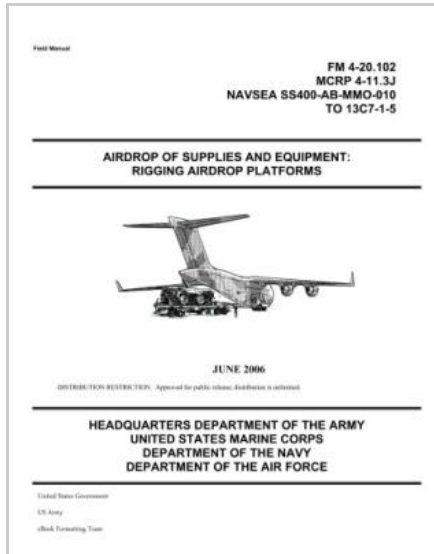 Field Manual
FM 4-20.102
MCRP 4-11.3J
NAVSEA SS400-AB-MMO-010
TO 13C7-1-5
AIRDROP OF SUPPLIES AND EQUIPMENT:
RIGGING AIRDROP PLATFORMS
JUNE 2006
DISTRIBUTION RESTRICTION. Approved for public release; distribution is unlimited.
HEADQUARTERS DEPARTMENT OF THE ARMY
UNITED STATES MARINE CORPS
DEPARTMENT OF THE NAVY
DEPARTMENT OF THE AIR FORCE
United States Government
US Army
eBook Formatting Team